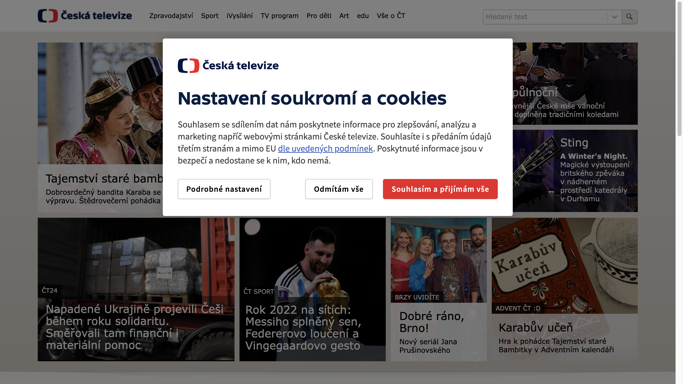 Česká televize
Zpravodajství Sport iVysílání TV program Pro děti Art edu Vše o ČT
Hledaný text
Česká televize
Nastavení soukromí a cookies
Souhlasem se sdílením dat nám poskytnete informace pro zlepšování, analýzu a
marketing napříč webovými stránkami České televize. Souhlasíte i s předáním údajů
třetím stranám a mimo EU dle uvedených podmínek. Poskytnuté informace jsou v
bezpečí a nedostane se k nim, kdo nemá.
Podrobné nastavení
Odmítám vše
Souhlasím a přijímám vše
Tajemství staré bamb
Dobrosrdečný bandita Karaba se
výpravu. Štědrovečerní pohádka
půlnoční
České mše vánoční
doplněna tradičními koledami
Sting
A Winter's Night.
Magické vystoupení
britského zpěváka
v nádherném
prostředí katedrály
v Durhamu
ČT24
Napadené Ukrajině projevili Češi
během roku solidaritu.
Směřovali tam finanční i
materiální pomoc
ČT SPORT
Rok 2022 na sítích:
Messiho splněný sen,
Federerovo loučení a
Vingegaardovo gesto
BRZY UVIDÍTE
Dobré ráno,
Brno!
Nový seriál Jana
Prušinovského
Karabův
učeň
ADVENT ČT :D
Karabův učeň
Hra k pohádce Tajemství staré
Bambitky v Adventním kalendáři